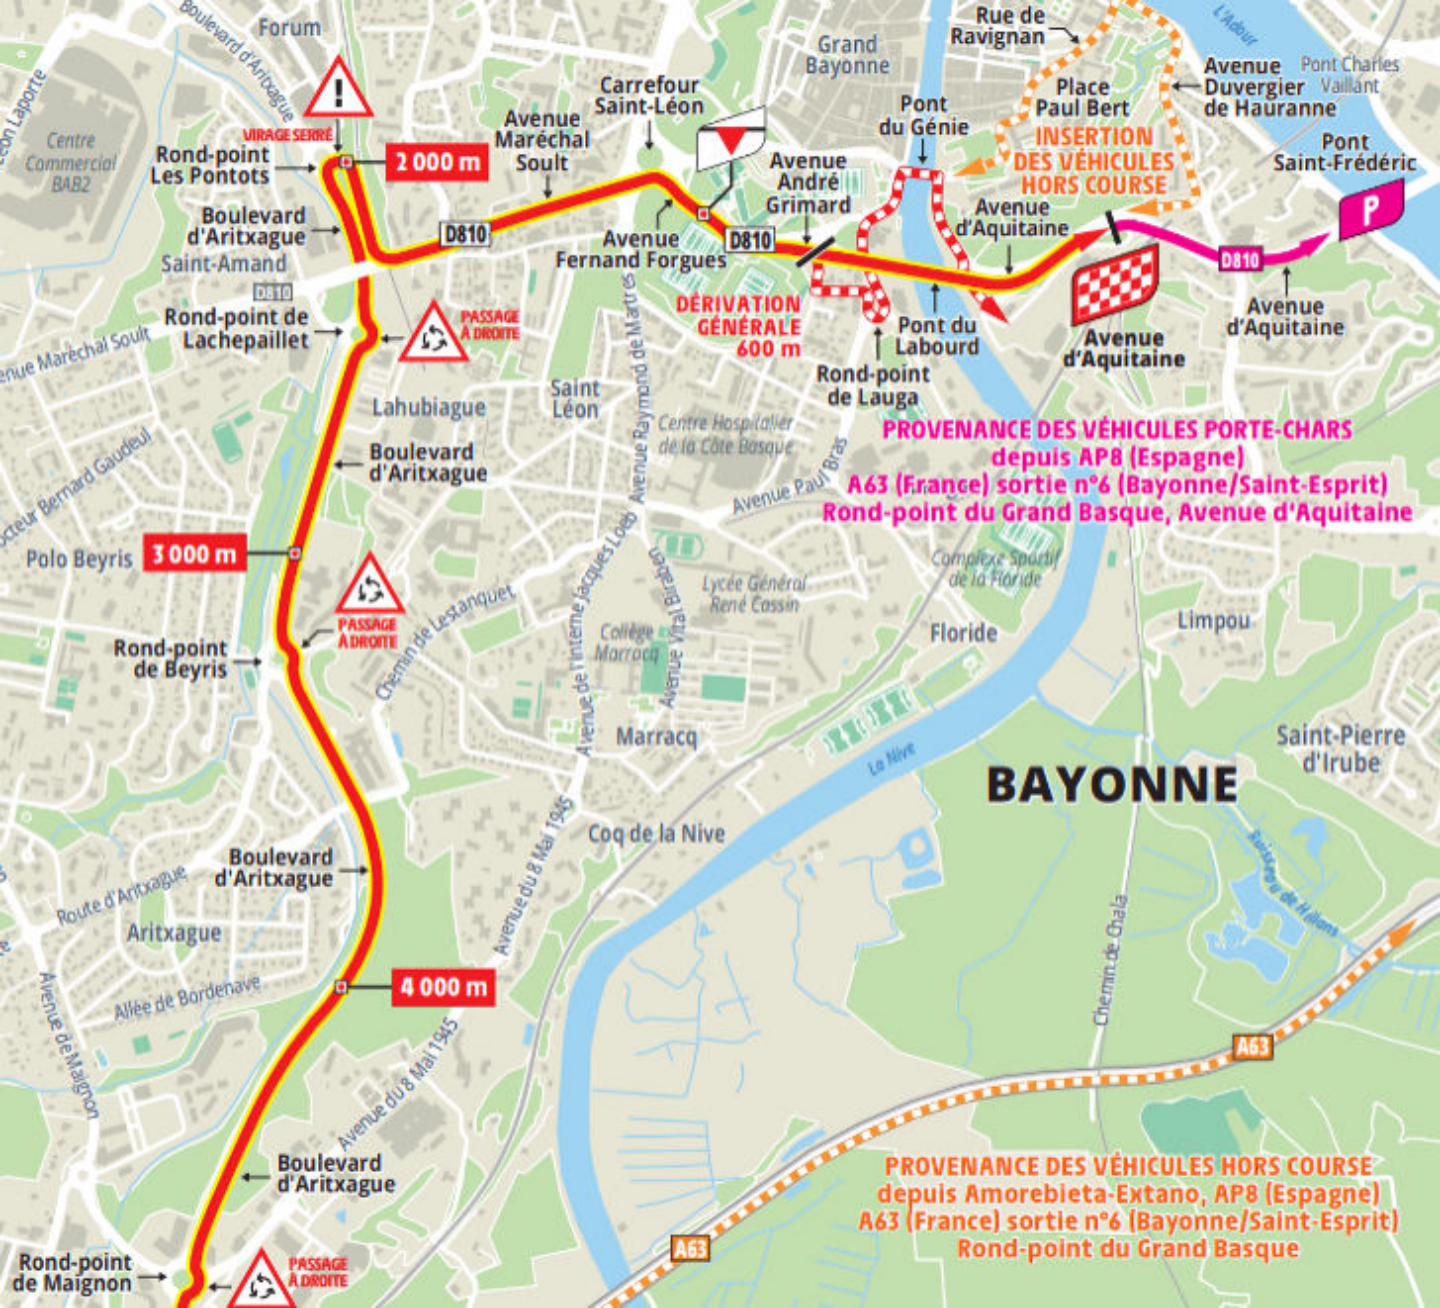 Boulevard d'Aritxague
Forum
Léon Laporte
Centre
Commercial
BAB2
!
VIRAGE SERRÉ
Rond-point
Les Pontots
2 000 m
Avenue
Maréchal
Soult
Carrefour
Saint-Léon
Grand
Bayonne
Rue de
Ravignan
L'Adour
Place
Paul Bert
Avenue
Duvergier
de Hauranne
Pont Charles
Vaillant
Pont
Saint-Frédéric
P
Pont
du Génie
INSERTION
DES VÉHICULES
HORS COURSE
Avenue
André
Grimard
Avenue
d'Aquitaine
Boulevard
d'Aritxague
Saint-Amand
D810
D810
D810
D810
Avenue
Fernand Forgues
Rond-point de
Lachepaillet
PASSAGE
À DROITE
DÉRIVATION
GÉNÉRALE
600 m
Pont du
Labourd
Rond-point
de Lauga
Avenue
d'Aquitaine
Avenue
d'Aquitaine
enue Maréchal Soult
Lahubiague
Saint
Léon
Avenue Raymond de Martres
Centre Hospitalier
de la Côte Basque
Avenue Paul Bras
PROVENANCE DES VÉHICULES PORTE-CHARS
depuis AP8 (Espagne)
A63 (France) sortie n°6 (Bayonne/Saint-Esprit)
Rond-point du Grand Basque, Avenue d'Aquitaine
Boulevard
d'Aritxague
octeur Bernard Gaudeul
Polo Beyris
3 000 m
PASSAGE
À DROITE
Rond-point
de Beyris
Chemin de Lestanquet
Avenue de l'Interne Jacques Loeb
Avenue Vital Biraben
Lycée Général
René Cassin
Collège
Marracq
Complexe Sportif
de la Floride
Floride
Limpou
Marracq
La Nive
Saint-Pierre
d'Irube
BAYONNE
Coq de la Nive
Avenue du 8 Mai 1945
Ruisseau de Hillans
Boulevard
d'Aritxague
Route d'Aritxague
Aritxague
Allée de Bordenave
4 000 m
Chemin de Chala
Avenue de Maignon
Avenue du 8 Mai 1945
A63
Boulevard
d'Aritxague
PROVENANCE DES VÉHICULES HORS COURSE
depuis Amorebieta-Extano, AP8 (Espagne)
A63 (France) sortie n°6 (Bayonne/Saint-Esprit)
Rond-point du Grand Basque
A63
Rond-point
de Maignon
PASSAGE
À DROITE